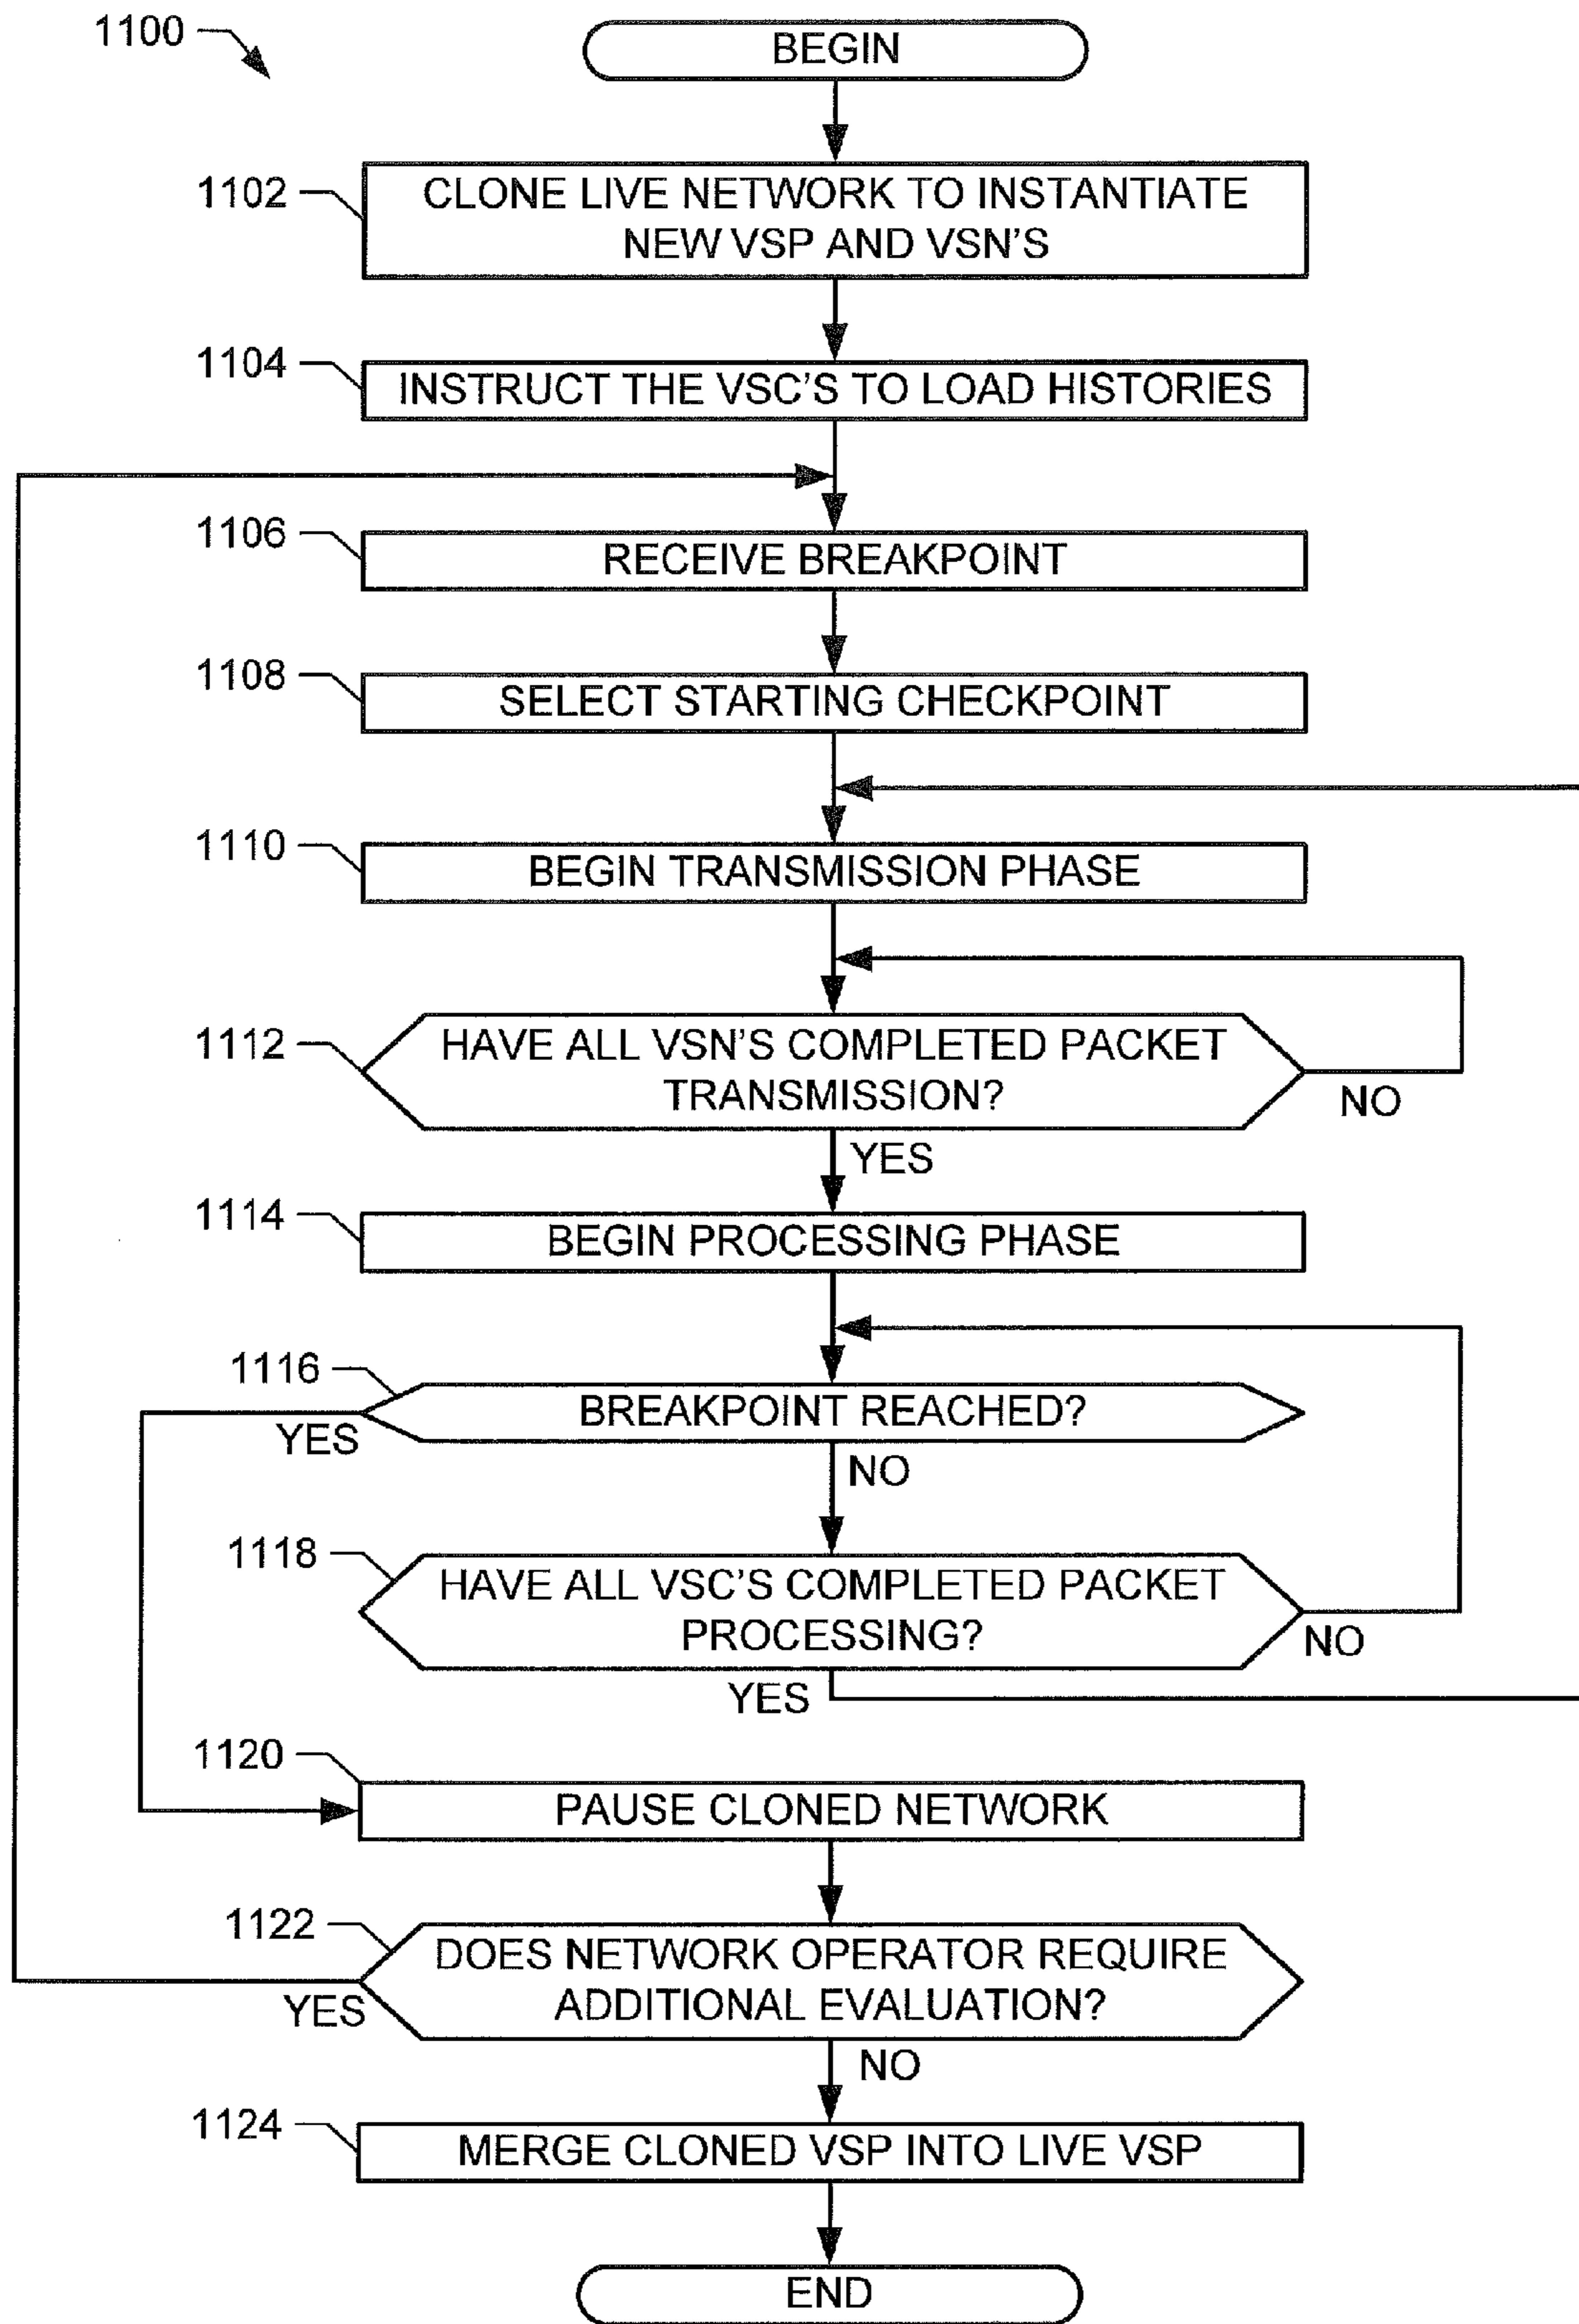 1100
BEGIN
1102
CLONE LIVE NETWORK TO INSTANTIATE
NEW VSP AND VSN'S
1104
INSTRUCT THE VSC'S TO LOAD HISTORIES
1106
RECEIVE BREAKPOINT
1108
SELECT STARTING CHECKPOINT
1110
BEGIN TRANSMISSION PHASE
1112
HAVE ALL VSN'S COMPLETED PACKET
TRANSMISSION?
NO
YES
1114
BEGIN PROCESSING PHASE
1116
BREAKPOINT REACHED?
YES
NO
1118
HAVE ALL VSC'S COMPLETED PACKET
PROCESSING?
NO
YES
1120
PAUSE CLONED NETWORK
1122
DOES NETWORK OPERATOR REQUIRE
ADDITIONAL EVALUATION?
YES
NO
1124
MERGE CLONED VSP INTO LIVE VSP
END